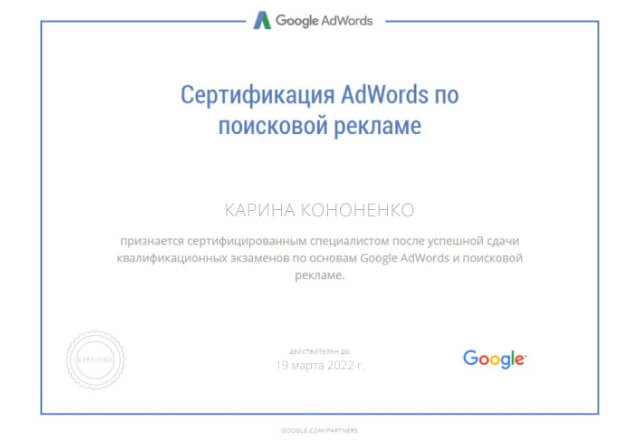 Google AdWords
Сертификация AdWords по
поисковой рекламе
КАРИНА КОНОНЕНКО
признается сертифицированным специалистом после успешной сдачи
квалификационных экзаменов по основам Google AdWords и поисковой
рекламе.
ДЕЙСТВИТЕЛЕН ДО
19 марта 2022 г.
Google
GOOGLE.COM/PARTNERS